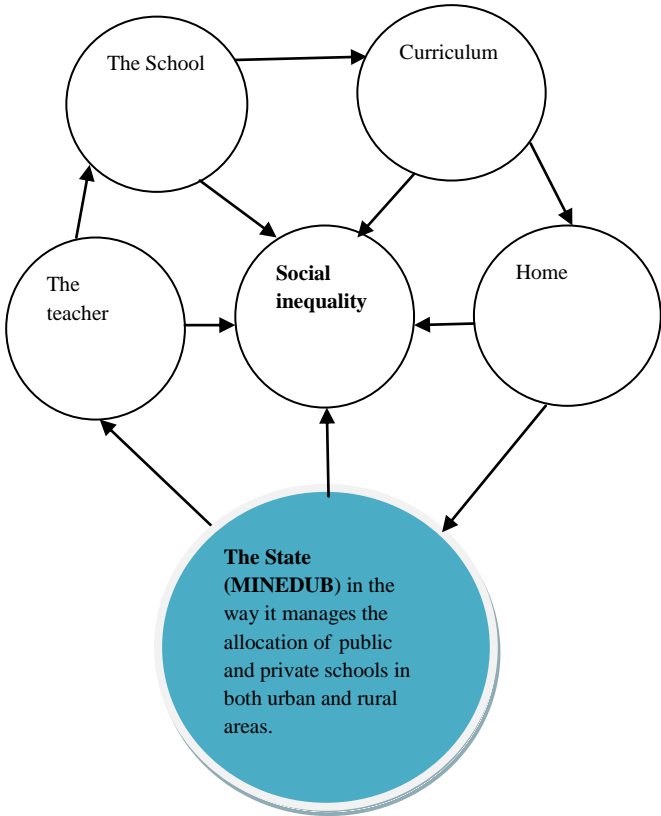 The School
Curriculum
The
teacher
Social
inequality
Home
The State
(MINEDUB) in the
way it manages the
allocation of public
and private schools in
both urban and rural
areas.